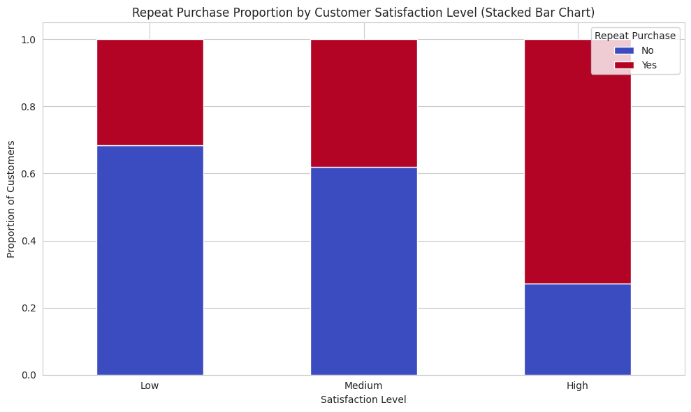 Repeat Purchase Proportion by Customer Satisfaction Level (Stacked Bar Chart)
Repeat Purchase
No
Yes
Proportion of Customers
1.0
0.8
0.6
0.4
0.2
0.0
Low Medium High
Satisfaction Level